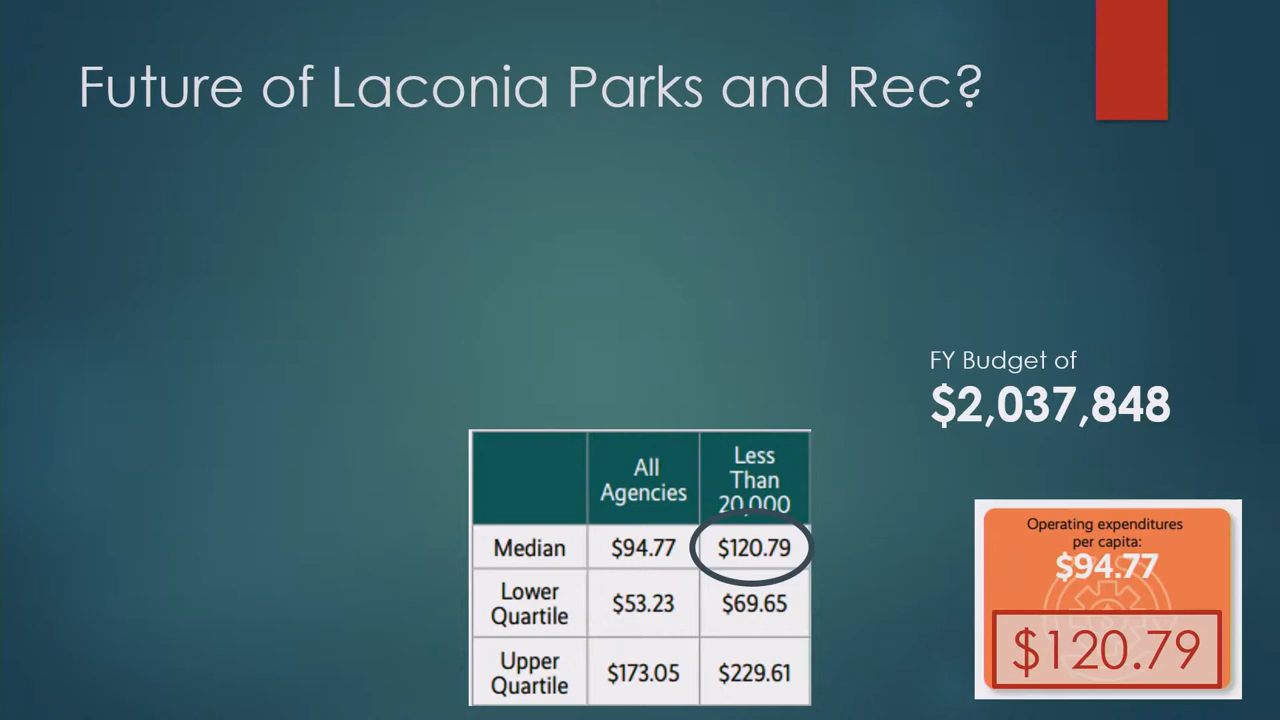 Future of Laconia Parks and Rec?
FY Budget of
$2,037,848
All
Agencies
Less
Than
20,000
Median
$94.77
$120.79
Lower
Quartile
$53.23
$69.65
Upper
Quartile
$173.05
$229.61
Operating expenditures
per capita:
$94.77
$120.79